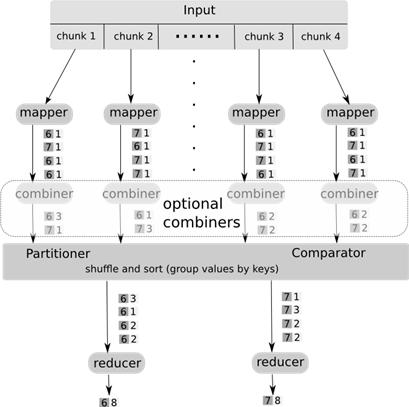 Input
chunk 1 chunk 2 ...... chunk 3 chunk 4
mapper mapper mapper mapper
6 1 7 1 6 1 6 1
7 1 6 1 7 1 6 1
6 1 7 1 6 1 7 1
6 1 7 1 7 1 7 1
combiner combiner combiner combiner
optional
combiners
6 3 6 1 6 2 6 2
7 1 7 3 7 2 7 2
Partitioner Comparator
shuffle and sort (group values by keys)
6 3 7 1
6 1 7 3
6 2 7 2
6 2 7 2
reducer reducer
6 8 7 8